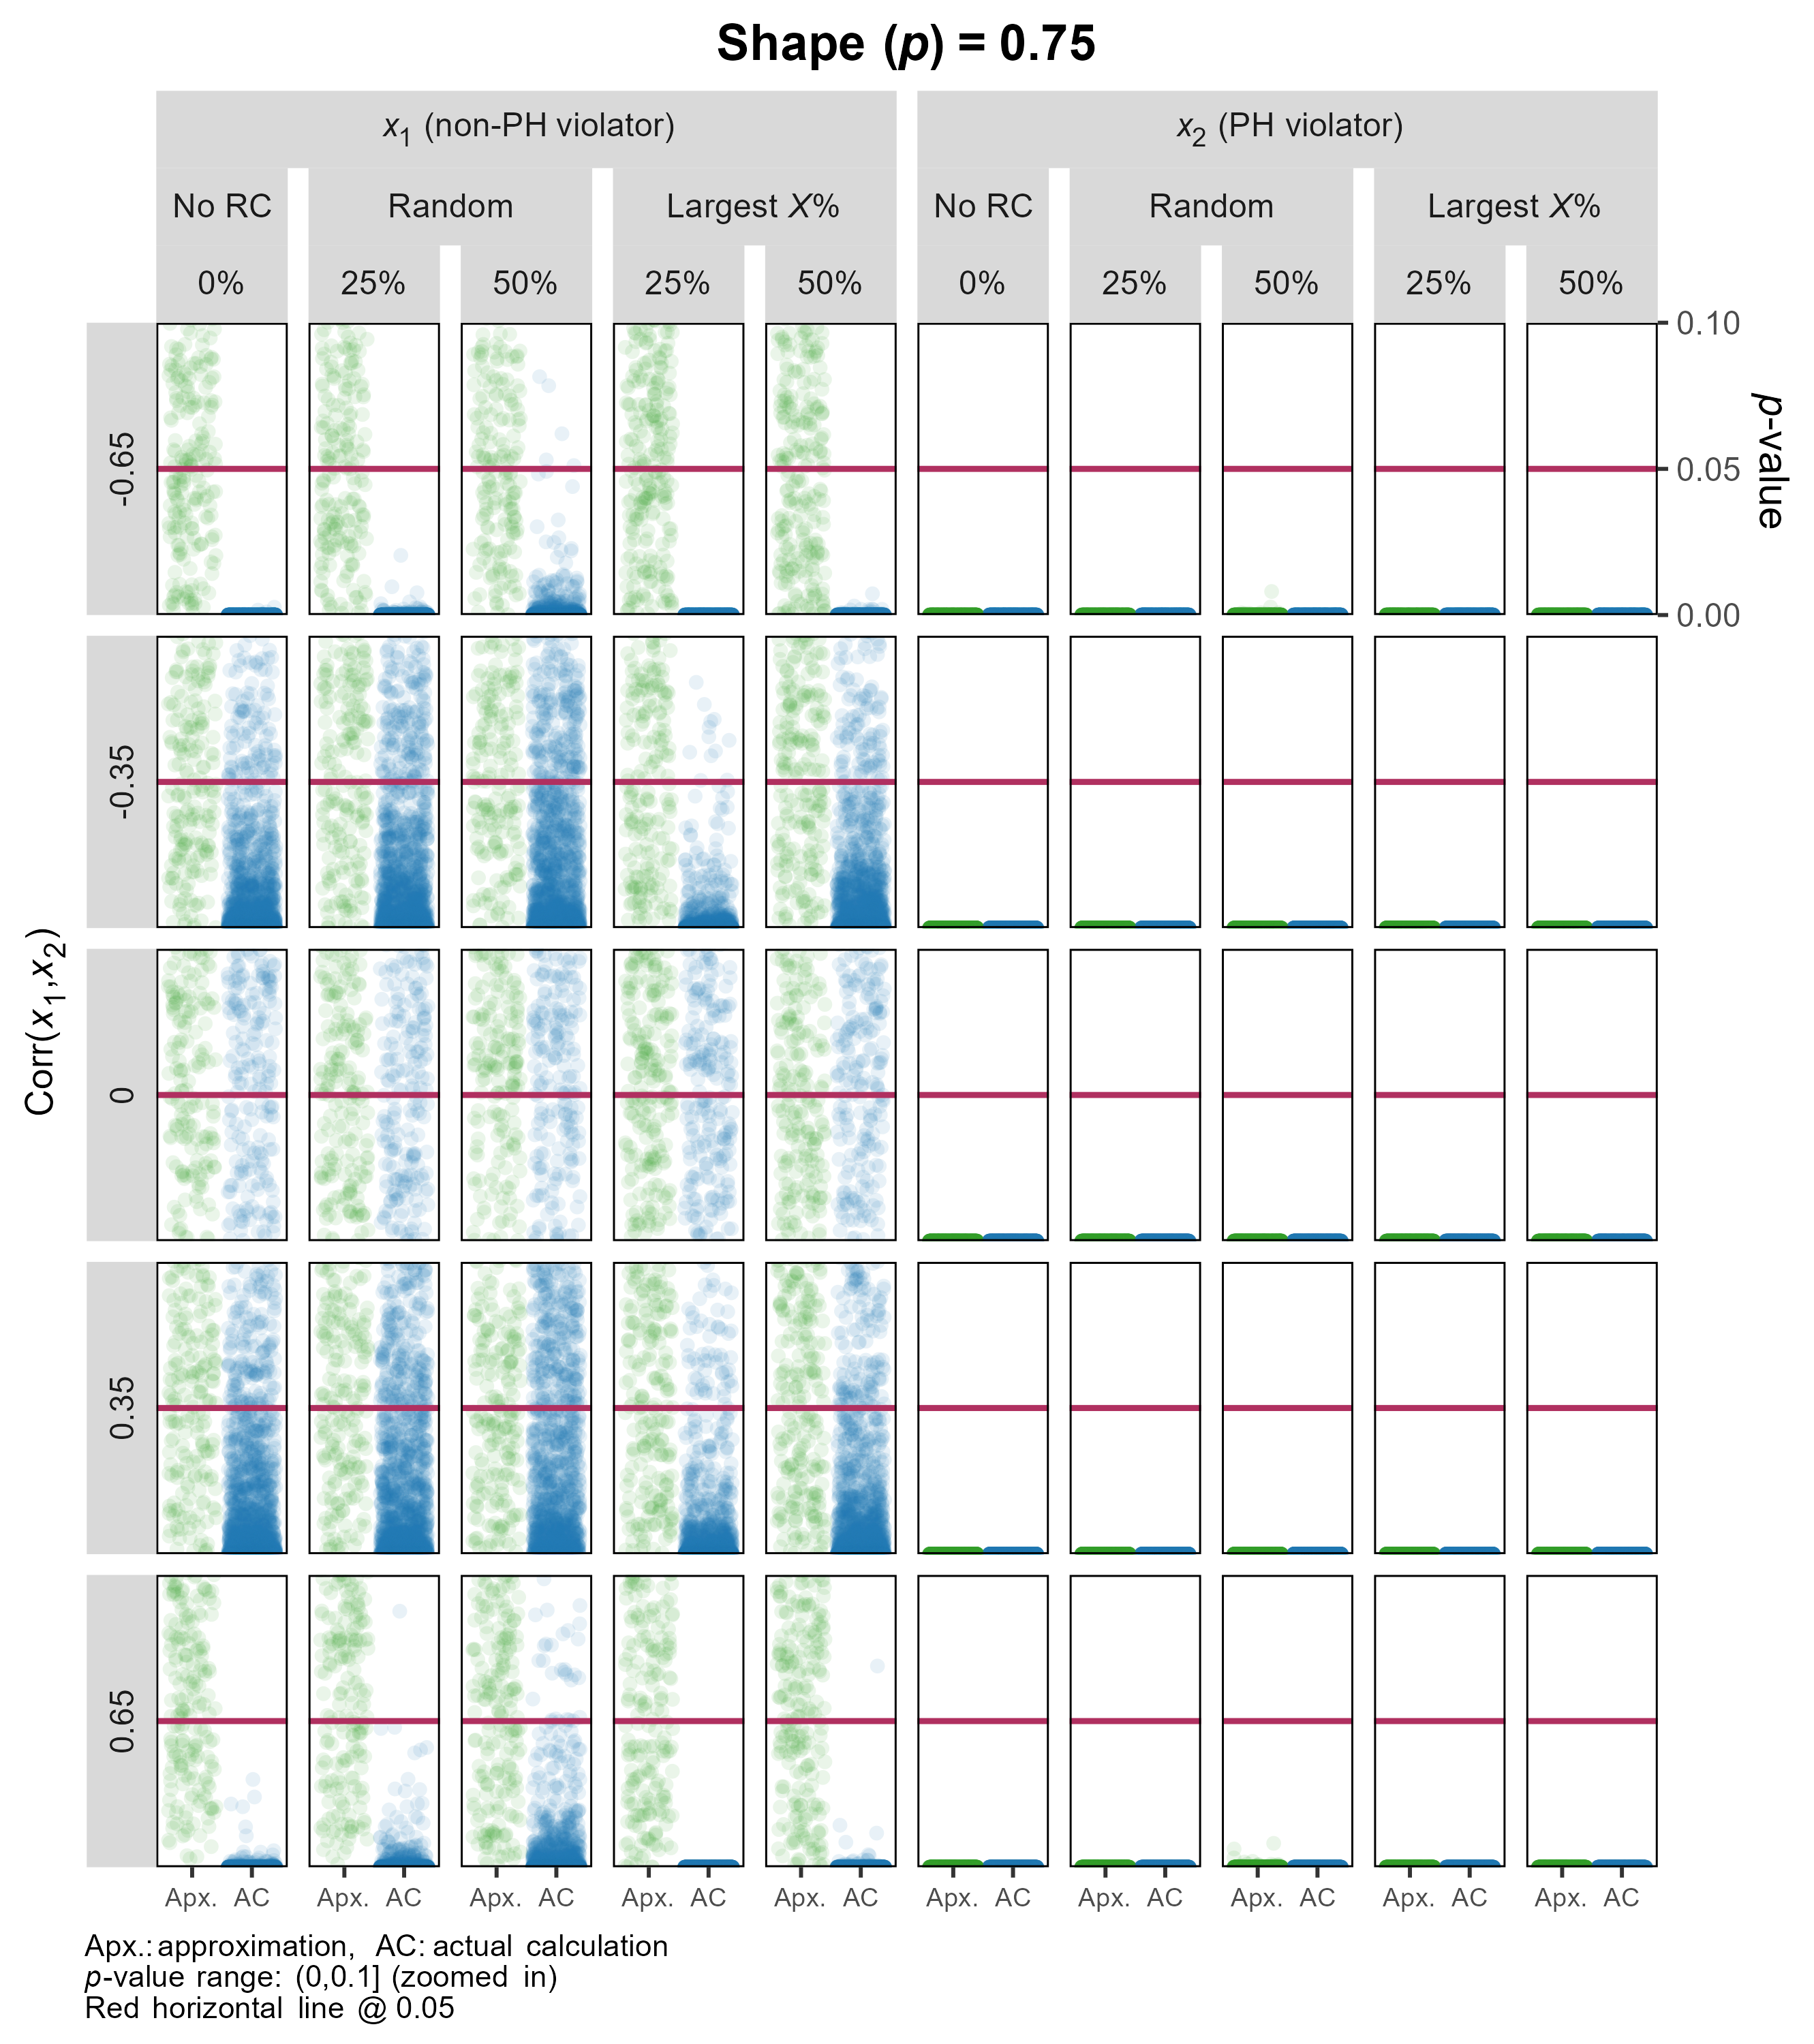 Shape (p) = 0.75
x1 (non-PH violator) x2 (PH violator)
No RC Random Largest X% No RC Random Largest X%
0% 25% 50% 25% 50% 0% 25% 50% 25% 50%
0.10
0.05
0.00
p-value
-0.65
-0.35
0
0.35
0.65
Corr(x1,x2)
Apx. AC Apx. AC Apx. AC Apx. AC Apx. AC Apx. AC Apx. AC Apx. AC Apx. AC Apx. AC
Apx.: approximation, AC: actual calculation
p-value range: (0,0.1] (zoomed in)
Red horizontal line @ 0.05